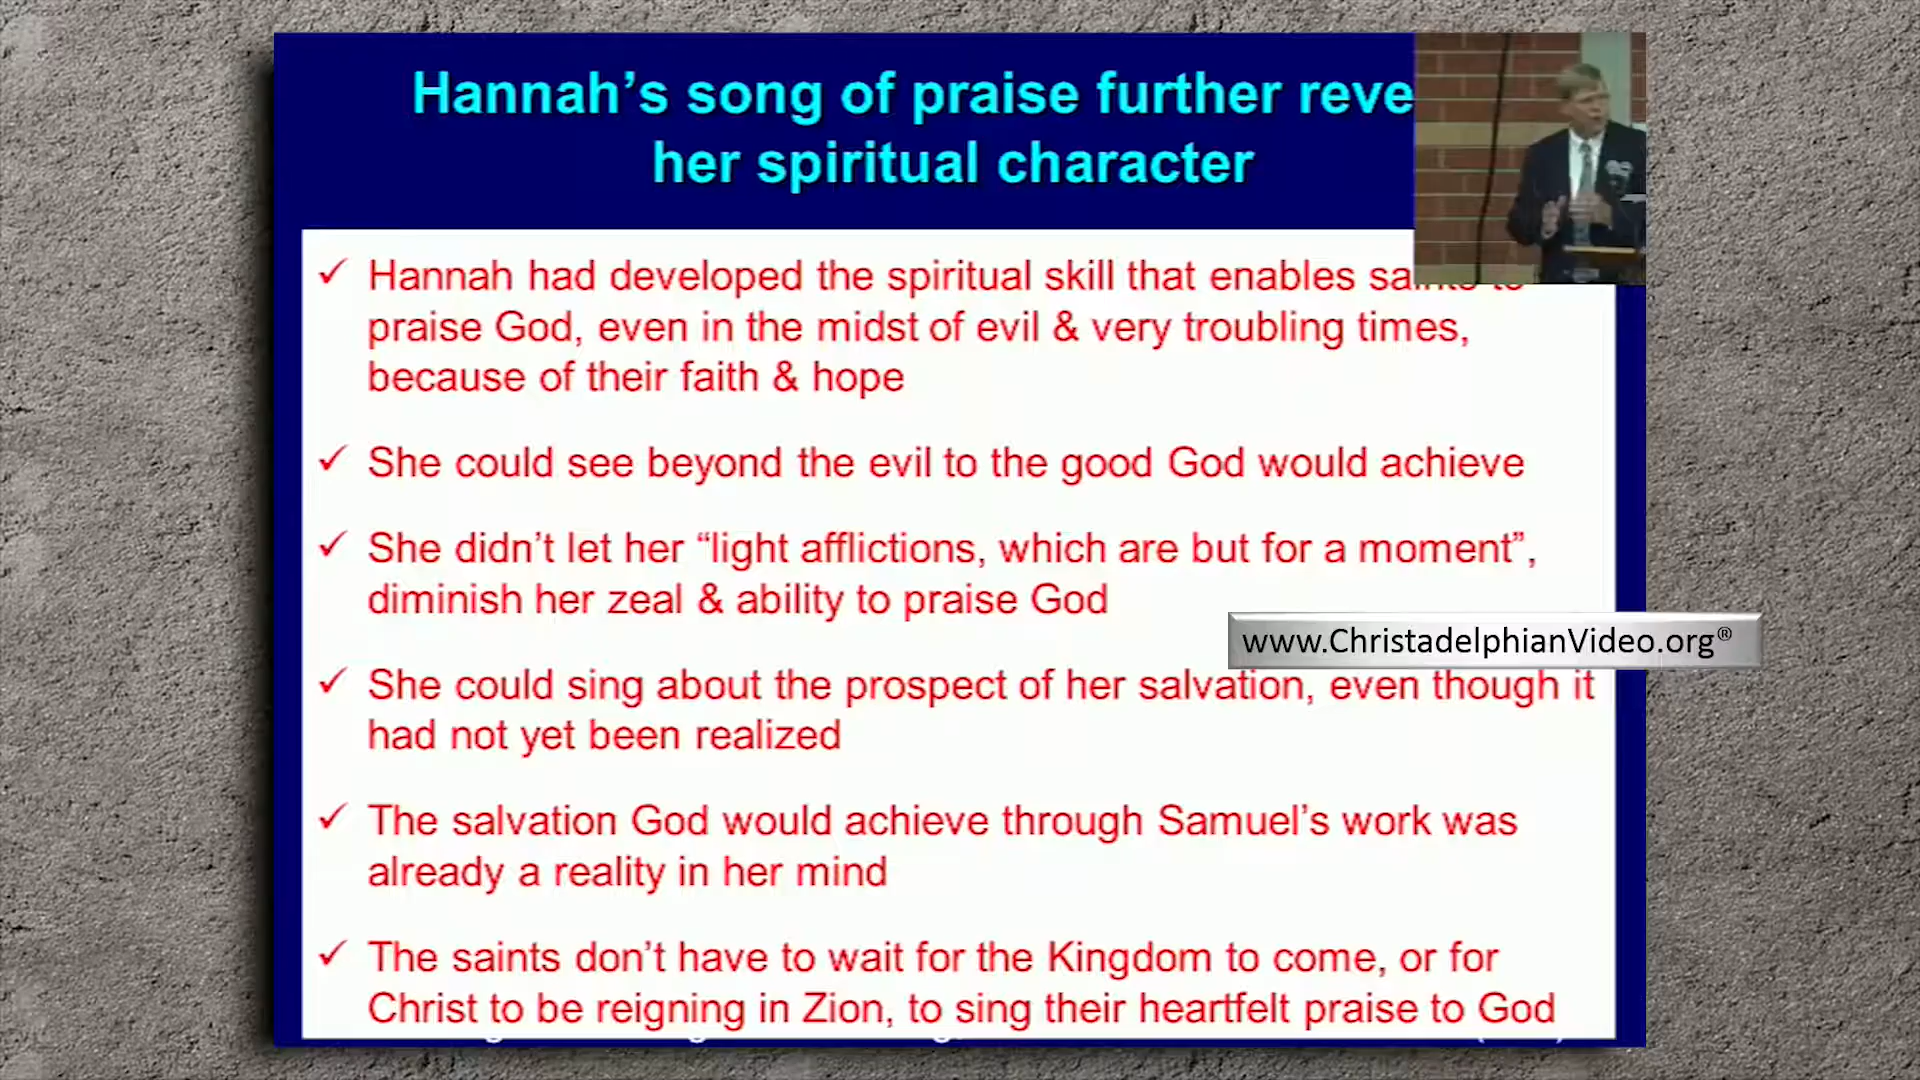 Hannah's song of praise further reve
her spiritual character
✓ Hannah had developed the spiritual skill that enables saints to
praise God, even in the midst of evil & very troubling times,
because of their faith & hope
✓ She could see beyond the evil to the good God would achieve
✓ She didn't let her “light afflictions, which are but for a moment”,
diminish her zeal & ability to praise God
www.ChristadelphianVideo.org®
✓ She could sing about the prospect of her salvation, even though it
had not yet been realized
✓ The salvation God would achieve through Samuel's work was
already a reality in her mind
✓ The saints don't have to wait for the Kingdom to come, or for
Christ to be reigning in Zion, to sing their heartfelt praise to God